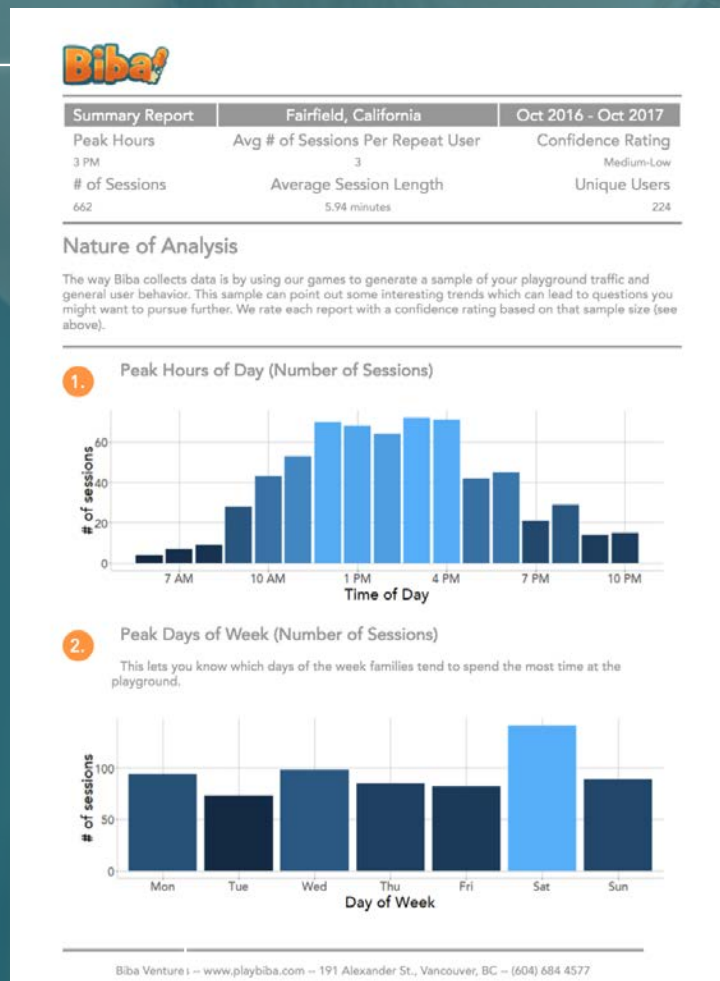 Biba!
Summary Report Fairfield, California Oct 2016 - Oct 2017
Peak Hours Avg # of Sessions Per Repeat User Confidence Rating
3 PM 3 Medium-Low
# of Sessions Average Session Length Unique Users
662 5.94 minutes 224
Nature of Analysis
The way Biba collects data is by using our games to generate a sample of your playground traffic and
general user behavior. This sample can point out some interesting trends which can lead to questions you
might want to pursue further. We rate each report with a confidence rating based on that sample size (see
above).
1. Peak Hours of Day (Number of Sessions)
# of sessions
60
40
20
0
7 AM 10 AM 1 PM 4 PM 7 PM 10 PM
Time of Day
2. Peak Days of Week (Number of Sessions)
This lets you know which days of the week families tend to spend the most time at the
playground.
# of sessions
100
50
0
Mon Tue Wed Thu Fri Sat Sun
Day of Week
Biba Ventures -- www.playbiba.com -- 191 Alexander St., Vancouver, BC -- (604) 684 4577